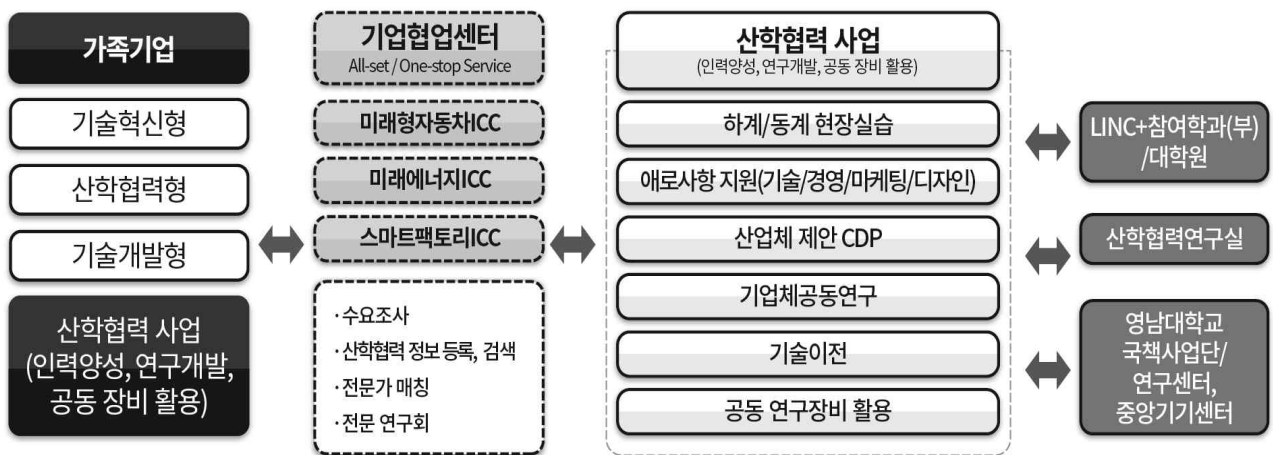 가족기업
기술혁신형
산학협력형
기술개발형
산학협력 사업
(인력양성, 연구개발,
공동 장비 활용)
기업협업센터
All-set / One-stop Service
미래형자동차ICC
미래에너지ICC
스마트팩토리ICC
·수요조사
·산학협력 정보 등록, 검색
·전문가 매칭
·전문 연구회
산학협력 사업
(인력양성, 연구개발, 공동 장비 활용)
하계/동계 현장실습
애로사항 지원(기술/경영/마케팅/디자인)
산업체 제안 CDP
기업체공동연구
기술이전
공동 연구장비 활용
LINC+참여학과(부)
/대학원
산학협력연구실
영남대학교
국책사업단/
연구센터,
중앙기기센터